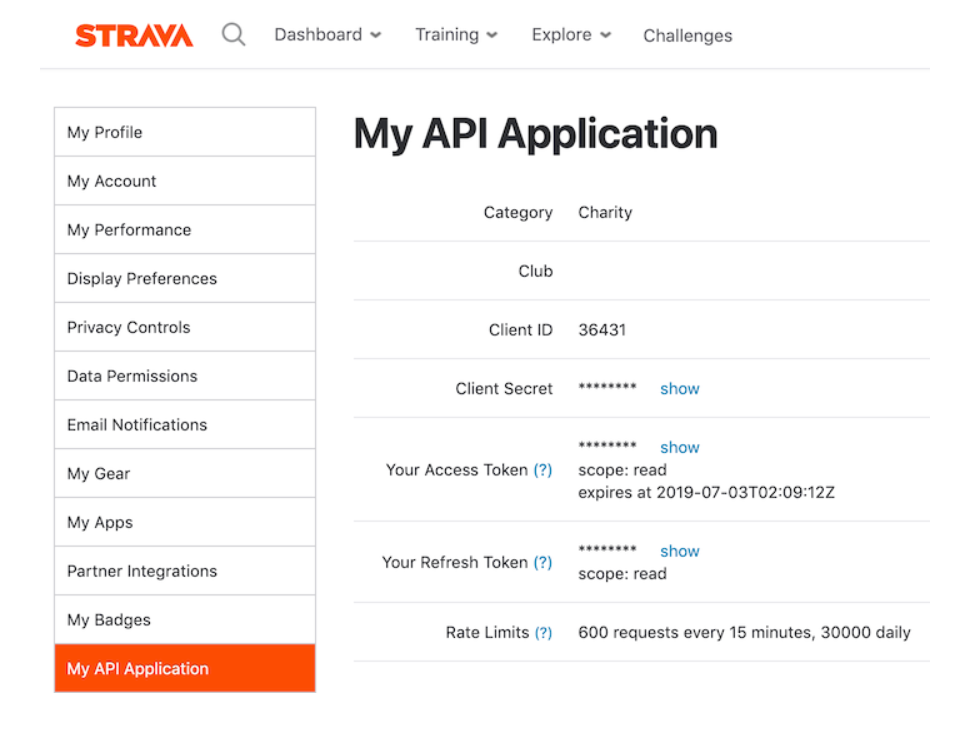 STRAVA Dashboard Training Explore Challenges
My Profile
My Account
My Performance
Display Preferences
Privacy Controls
Data Permissions
Email Notifications
My Gear
My Apps
Partner Integrations
My Badges
My API Application
My API Application
Category Charity
Club
Client ID 36431
Client Secret ******** show
Your Access Token (?) ******** show
scope: read
expires at 2019-07-03T02:09:12Z
Your Refresh Token (?) ******** show
scope: read
Rate Limits (?) 600 requests every 15 minutes, 30000 daily